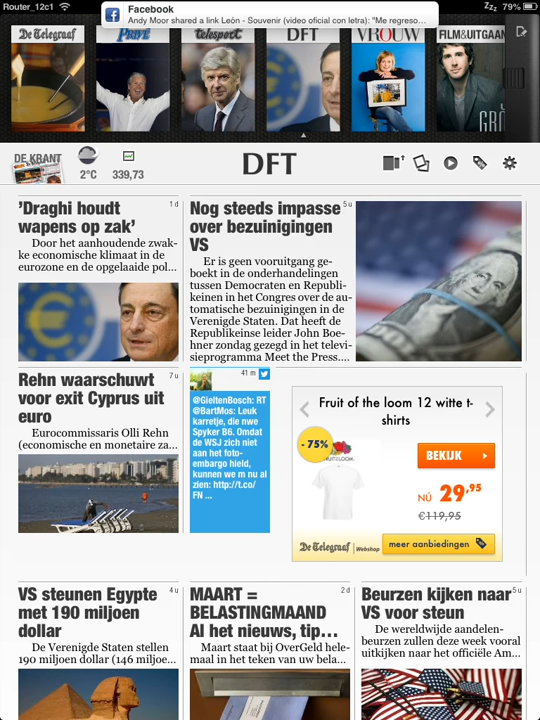 Router_12c1
79%
Facebook
Andy Moor shared a link León - Souvenir (video oficial con letra): "Me regreso…
De Telegraaf
PRIVÉ
teleSport
DFT
VROUW
FILM&UITGAAN
DE KRANT
2°C
339,73
DFT
'Draghi houdt
wapens op zak'
1 d
Door het aanhoudende zwak-
ke economische klimaat in de
eurozone en de opgelaaide pol…
Nog steeds impasse
over bezuinigingen
VS
5 u
Er is geen vooruitgang ge-
boekt in de onderhandelingen
tussen Democraten en Republi-
keinen in het Congres over de au-
tomatische bezuinigingen in de
Verenigde Staten. Dat heeft de
Republikeinse leider John Boe-
hner zondag gezegd in het televi-
sieprogramma Meet the Press.…
Rehn waarschuwt
voor exit Cyprus uit
euro
7 u
Eurocommissaris Olli Rehn
(economische en monetaire za…
41 m
@GieltenBosch: RT
@BartMos: Leuk
karretje, die nwe
Spyker B6. Omdat
de WSJ zich niet
aan het foto-
embargo hield,
kunnen we m nu al
zien: http://t.co/
FN ...
Fruit of the loom 12 witte t-
shirts
- 75%
BEKIJK
NÚ 29,95
€119,95
De Telegraaf Webshop
meer aanbiedingen
VS steunen Egypte
met 190 miljoen
dollar
4 u
De Verenigde Staten stellen
190 miljoen dollar (146 miljoe…
MAART =
BELASTINGMAAND
Al het nieuws, tip…
2 d
Maart staat bij OverGeld hele-
maal in het teken van uw bela…
Beurzen kijken naar
VS voor steun
5 u
De wereldwijde aandelen-
beurzen zullen deze week vooral
uitkijken naar het officiële Am…